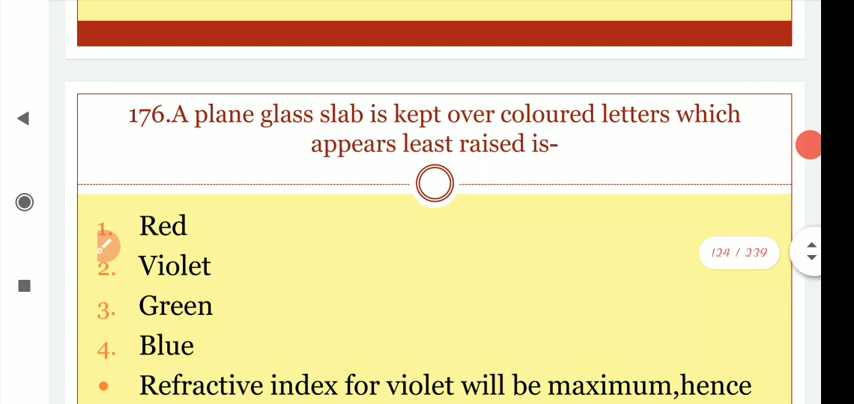 176.A plane glass slab is kept over coloured letters which
appears least raised is-
1. Red
2. Violet
3. Green
4. Blue
• Refractive index for violet will be maximum,hence
124 / 239